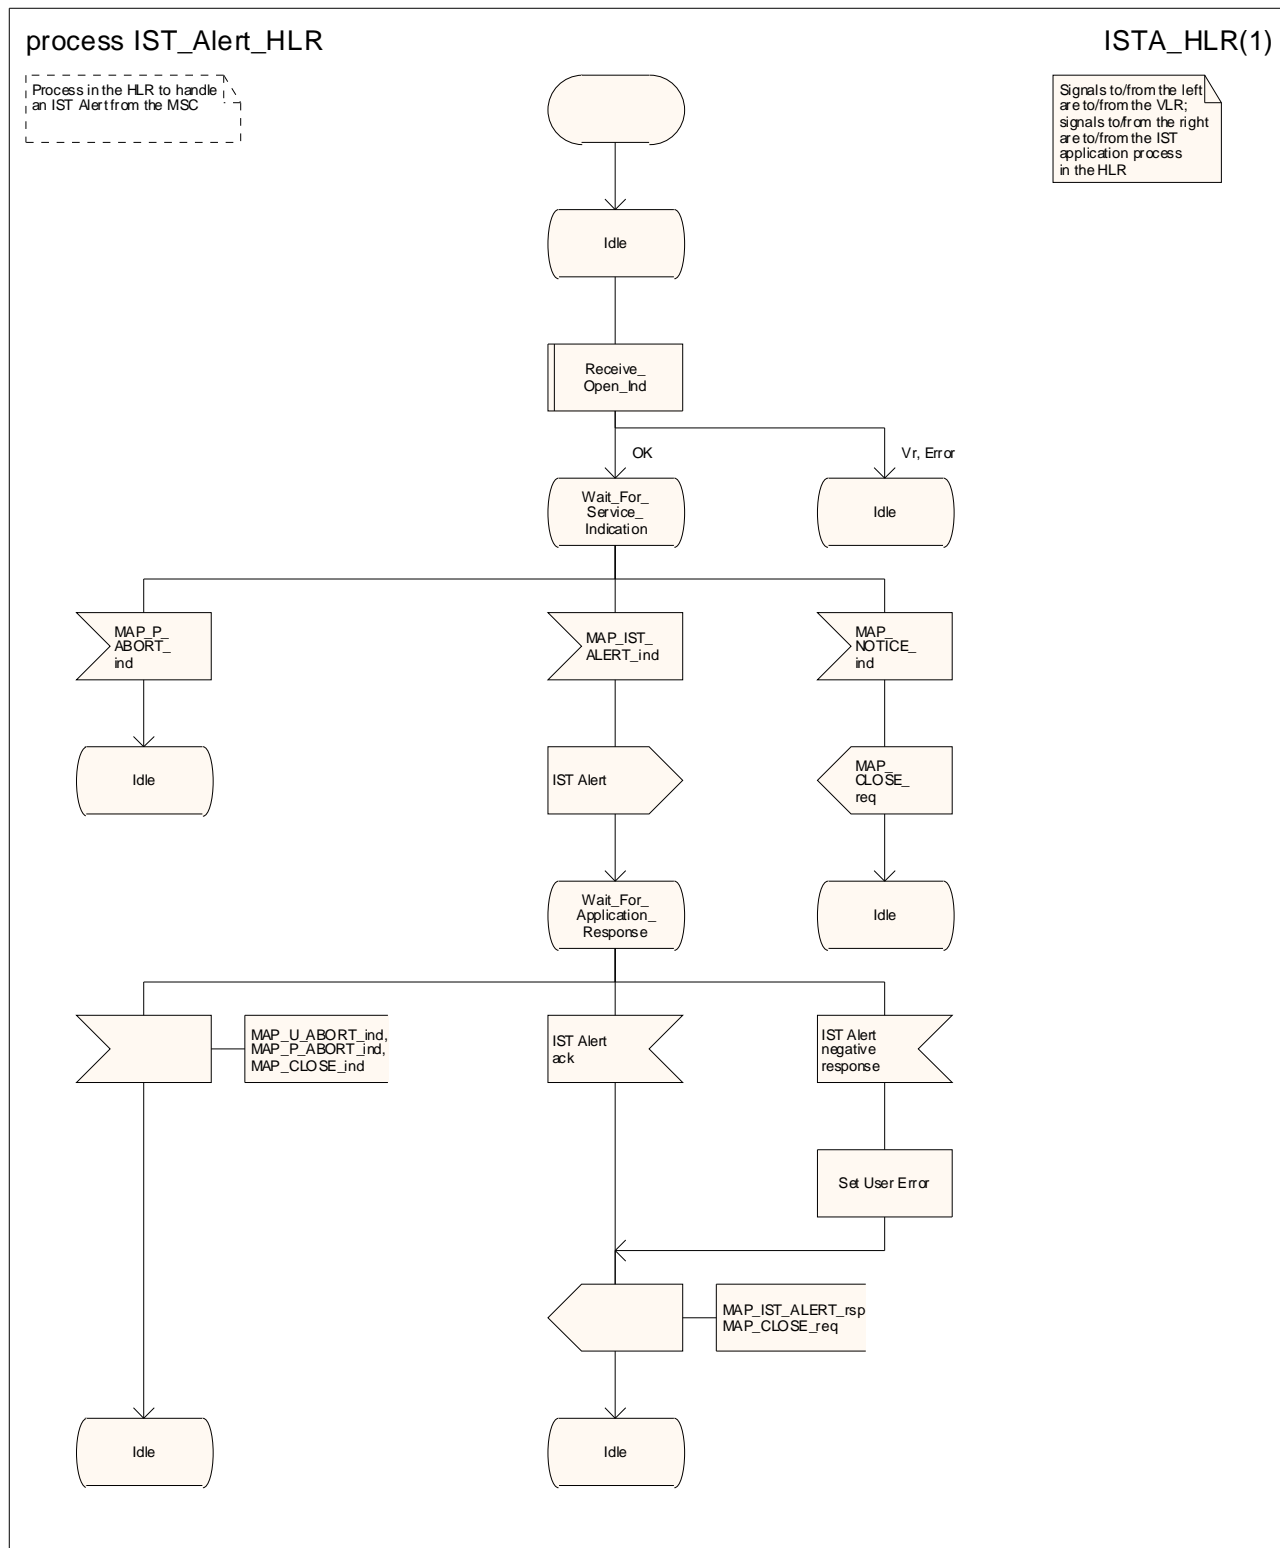 process IST_Alert_HLR
ISTA_HLR(1)
Process in the HLR to handle
an IST Alert from the MSC
Signals to/from the left
are to/from the VLR;
signals to/from the right
are to/from the IST
application process
in the HLR
Idle
Receive_
Open_Ind
OK
Vr, Error
Wait_For_
Service_
Indication
Idle
MAP_P_
ABORT_
ind
MAP_IST_
ALERT_ind
MAP_
NOTICE_
ind
Idle
IST Alert
MAP_
CLOSE_
req
Wait_For_
Application_
Response
Idle
MAP_U_ABORT_ind,
MAP_P_ABORT_ind,
MAP_CLOSE_ind
IST Alert
ack
IST Alert
negative
response
Set User Error
MAP_IST_ALERT_rsp
MAP_CLOSE_req
Idle
Idle